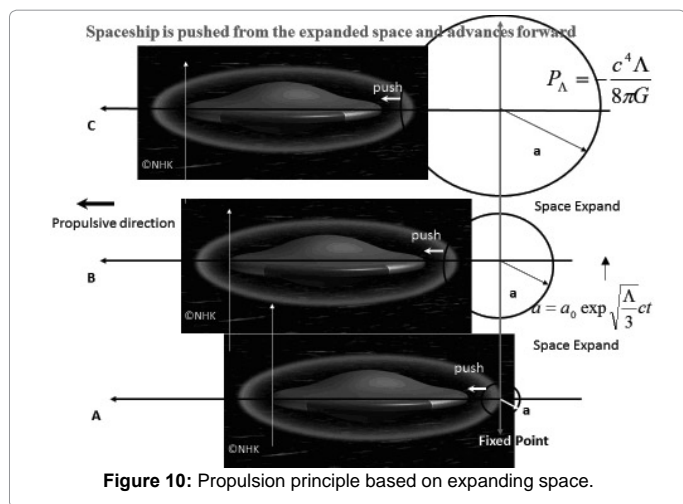 Spaceship is pushed from the expanded space and advances forward
P_Λ = - c⁴Λ / 8πG
push
C
a
©NHK
Space Expand
Propulsive direction
push
B
a
a = a₀ exp √(Λ/3) ct
©NHK
Space Expand
push
A
a
©NHK
Fixed Point
Figure 10: Propulsion principle based on expanding space.